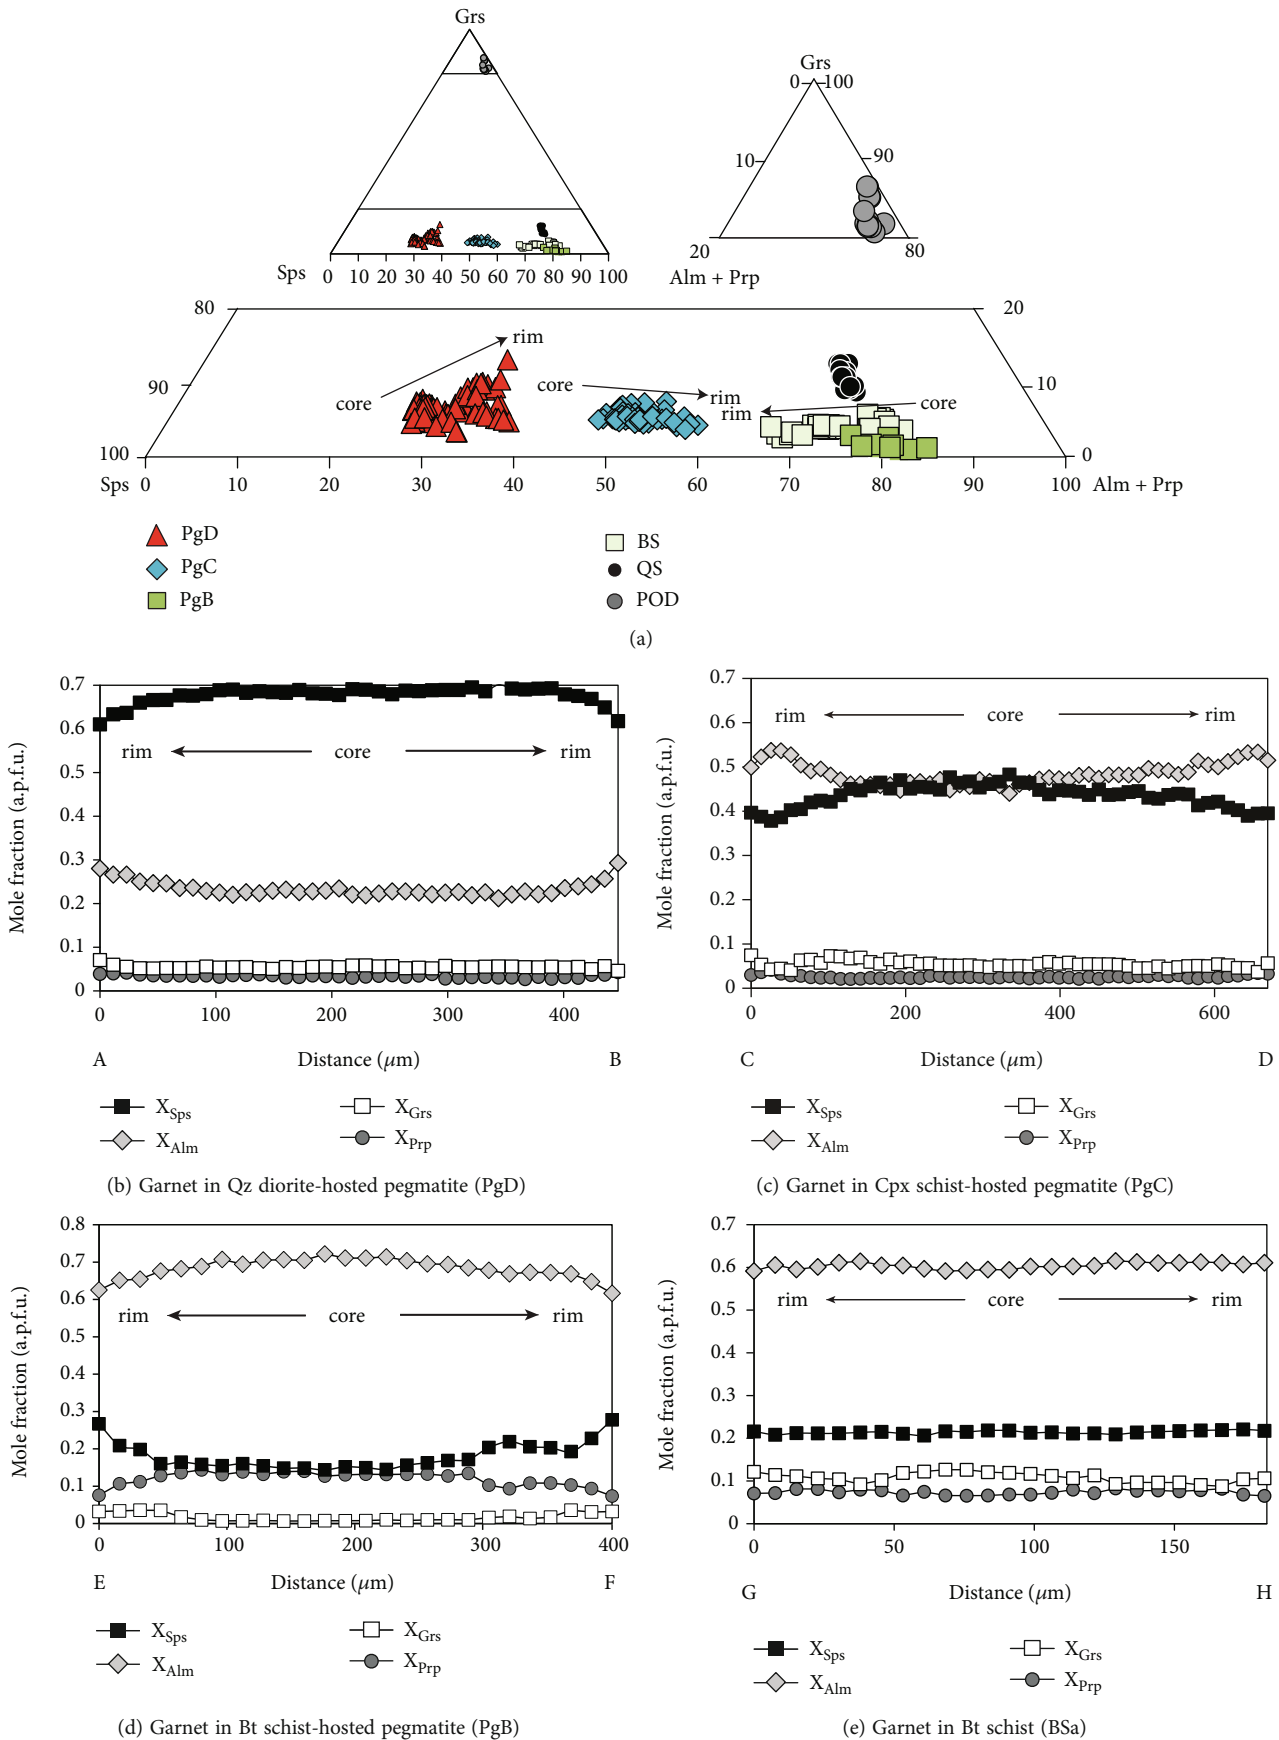 Grs
Grs
0 100
10 90
20 80
Sps Alm + Prp
0 10 20 30 40 50 60 70 80 90 100
80 20
rim
90 core core rim rim core 10
100 0
Sps 0 10 20 30 40 50 60 70 80 90 100 Alm + Prp
PgD BS
PgC QS
PgB POD
(a)
0.7
0.6
0.5
0.4
0.3
0.2
0.1
0
Mole fraction (a.p.f.u.)
rim core rim
0 100 200 300 400
A Distance (μm) B
X_Sps X_Grs
X_Alm X_Prp
(b) Garnet in Qz diorite-hosted pegmatite (PgD)
0.7
0.6
0.5
0.4
0.3
0.2
0.1
0
Mole fraction (a.p.f.u.)
rim core rim
0 200 400 600
C Distance (μm) D
X_Sps X_Grs
X_Alm X_Prp
(c) Garnet in Cpx schist-hosted pegmatite (PgC)
0.8
0.7
0.6
0.5
0.4
0.3
0.2
0.1
0
Mole fraction (a.p.f.u.)
rim core rim
0 100 200 300 400
E Distance (μm) F
X_Sps X_Grs
X_Alm X_Prp
(d) Garnet in Bt schist-hosted pegmatite (PgB)
0.7
0.6
0.5
0.4
0.3
0.2
0.1
0
Mole fraction (a.p.f.u.)
rim core rim
0 50 100 150
G Distance (μm) H
X_Sps X_Grs
X_Alm X_Prp
(e) Garnet in Bt schist (BSa)